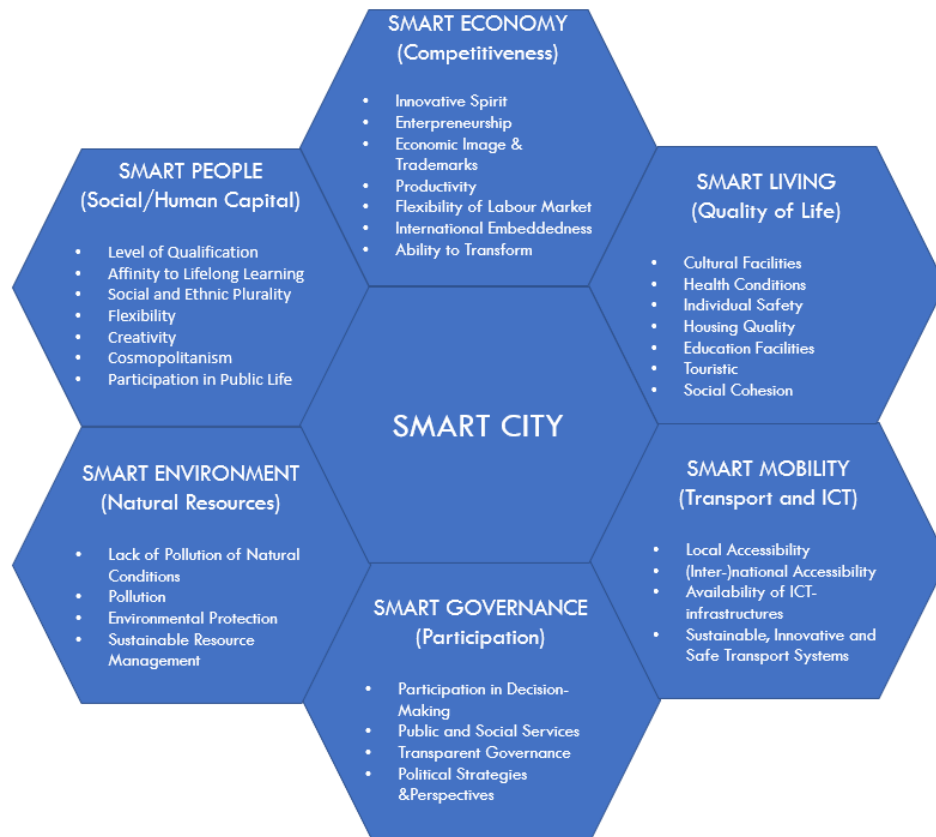 SMART ECONOMY
(Competitiveness)
• Innovative Spirit
• Enterpreneurship
• Economic Image &
Trademarks
• Productivity
• Flexibility of Labour Market
• International Embeddedness
• Ability to Transform
SMART PEOPLE
(Social/Human Capital)
• Level of Qualification
• Affinity to Lifelong Learning
• Social and Ethnic Plurality
• Flexibility
• Creativity
• Cosmopolitanism
• Participation in Public Life
SMART LIVING
(Quality of Life)
• Cultural Facilities
• Health Conditions
• Individual Safety
• Housing Quality
• Education Facilities
• Touristic
• Social Cohesion
SMART CITY
SMART ENVIRONMENT
(Natural Resources)
• Lack of Pollution of Natural
Conditions
• Pollution
• Environmental Protection
• Sustainable Resource
Management
SMART MOBILITY
(Transport and ICT)
• Local Accessibility
• (Inter-)national Accessibility
• Availability of ICT-
infrastructures
• Sustainable, Innovative and
Safe Transport Systems
SMART GOVERNANCE
(Participation)
• Participation in Decision-
Making
• Public and Social Services
• Transparent Governance
• Political Strategies
&Perspectives